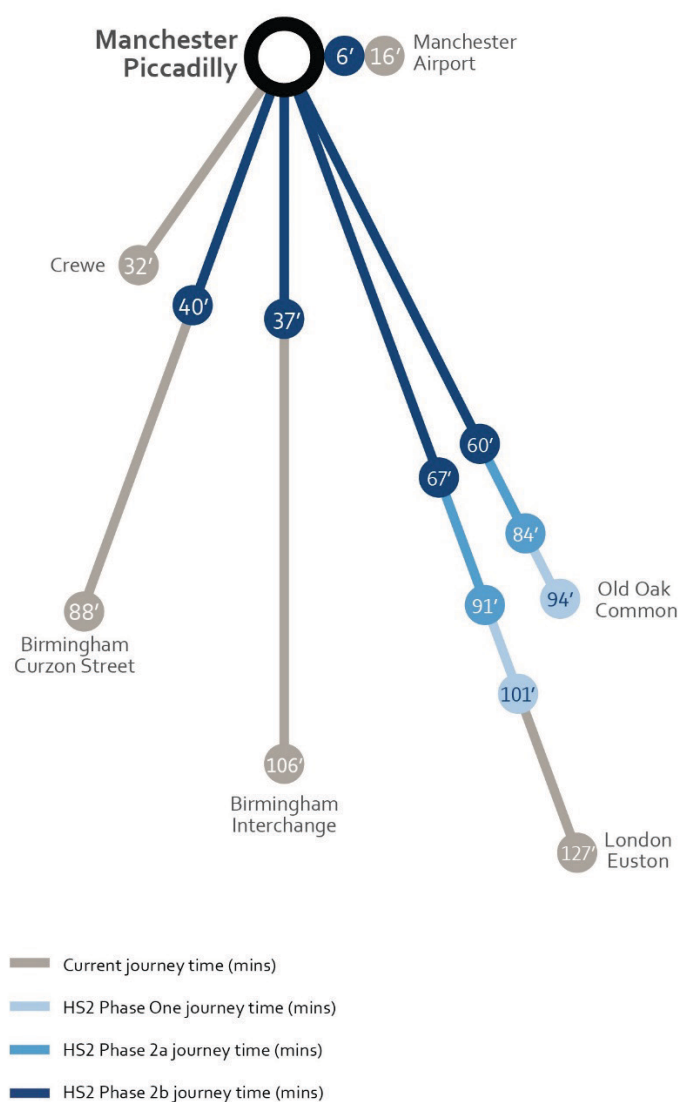 Manchester
Piccadilly
6′
16′
Manchester
Airport
Crewe
32′
40′
37′
60′
67′
84′
91′
94′
Old Oak
Common
88′
Birmingham
Curzon Street
101′
106′
Birmingham
Interchange
127′
London
Euston
Current journey time (mins)
HS2 Phase One journey time (mins)
HS2 Phase 2a journey time (mins)
HS2 Phase 2b journey time (mins)